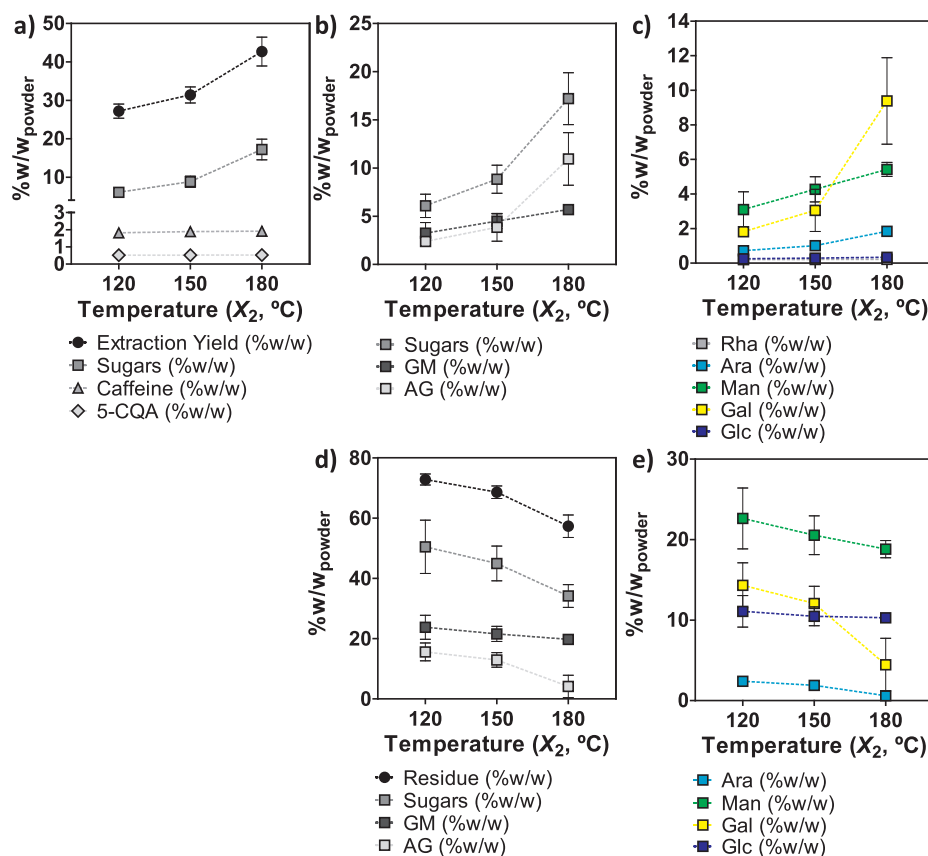 a)
50
40
30
20
10
3
2
1
0
%w/wpowder
120 150 180
Temperature (X2, ºC)
Extraction Yield (%w/w)
Sugars (%w/w)
Caffeine (%w/w)
5-CQA (%w/w)
b)
25
20
15
10
5
0
%w/wpowder
120 150 180
Temperature (X2, ºC)
Sugars (%w/w)
GM (%w/w)
AG (%w/w)
c)
14
12
10
8
6
4
2
0
%w/wpowder
120 150 180
Temperature (X2, ºC)
Rha (%w/w)
Ara (%w/w)
Man (%w/w)
Gal (%w/w)
Glc (%w/w)
d)
80
60
40
20
0
%w/wpowder
120 150 180
Temperature (X2, ºC)
Residue (%w/w)
Sugars (%w/w)
GM (%w/w)
AG (%w/w)
e)
30
20
10
0
%w/wpowder
120 150 180
Temperature (X2, ºC)
Ara (%w/w)
Man (%w/w)
Gal (%w/w)
Glc (%w/w)